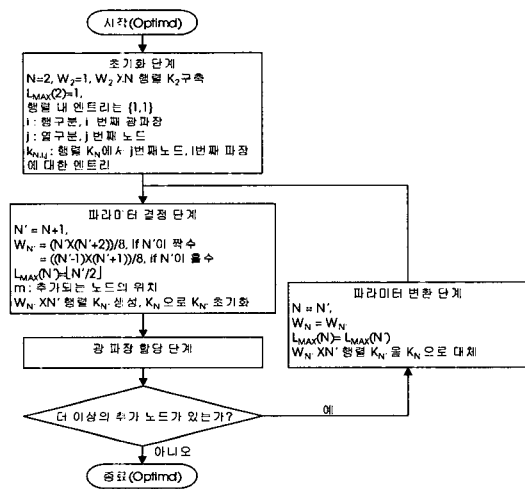 시작(Optimd)
초기화 단계
N=2, W₂=1, W₂ X N 행렬 K₂구축
L_MAX(2)=1,
행렬 내 엔트리는 {1,1}
i : 행구분, i 번째 광파장
j : 열구분, j 번째 노드
k_N,i,j : 행렬 K_N에서 j번째노드, i번째 파장
에 대한 엔트리
파라미터 결정 단계
N' = N+1,
W_N' = (N'X(N'+2))/8, if N'이 짝수
= ((N'-1)X(N'+1))/8, if N'이 홀수
L_MAX(N')=⌊N'/2⌋
m : 추가되는 노드의 위치
W_N' XN' 행렬 K_N' 생성, K_N 으로 K_N' 초기화
광 파장 할당 단계
더 이상의 추가 노드가 있는가?
예
아니오
종료(Optimd)
파라미터 변환 단계
N = N',
W_N = W_N'
L_MAX(N)= L_MAX(N')
W_N' XN' 행렬 K_N' 을 K_N 으로 대체